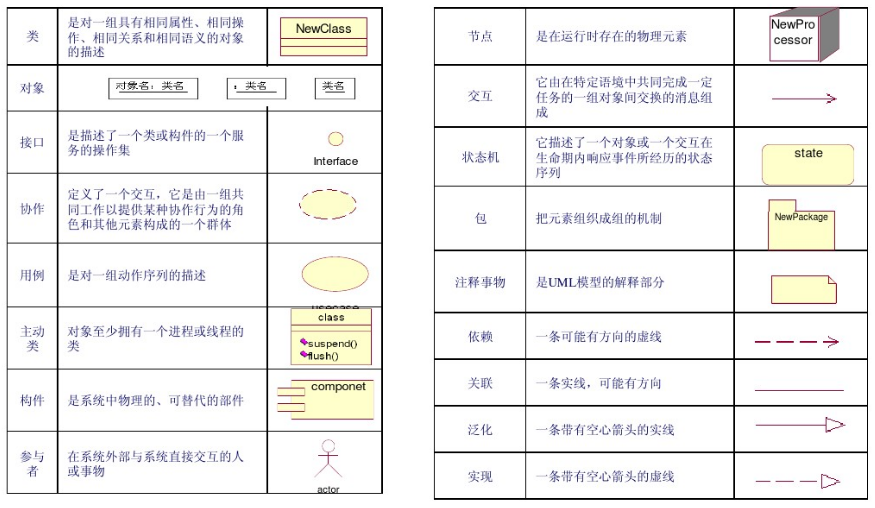 类
是对一组具有相同属性、相同操
作、相同关系和相同语义的对象
的描述
NewClass
对象
对象名：类名
：类名
类名
接口
是描述了一个类或构件的一个服
务的操作集
Interface
协作
定义了一个交互，它是由一组共
同工作以提供某种协作行为的角
色和其他元素构成的一个群体
用例
是对一组动作序列的描述
usecase
主动
类
对象至少拥有一个进程或线程的
类
class
suspend()
flush()
构件
是系统中物理的、可替代的部件
componet
参与
者
在系统外部与系统直接交互的人
或事物
actor
节点
是在运行时存在的物理元素
NewPro
cessor
交互
它由在特定语境中共同完成一定
任务的一组对象间交换的消息组
成
状态机
它描述了一个对象或一个交互在
生命期内响应事件所经历的状态
序列
state
包
把元素组织成组的机制
NewPackage
注释事物
是UML模型的解释部分
依赖
一条可能有方向的虚线
关联
一条实线，可能有方向
泛化
一条带有空心箭头的实线
实现
一条带有空心箭头的虚线